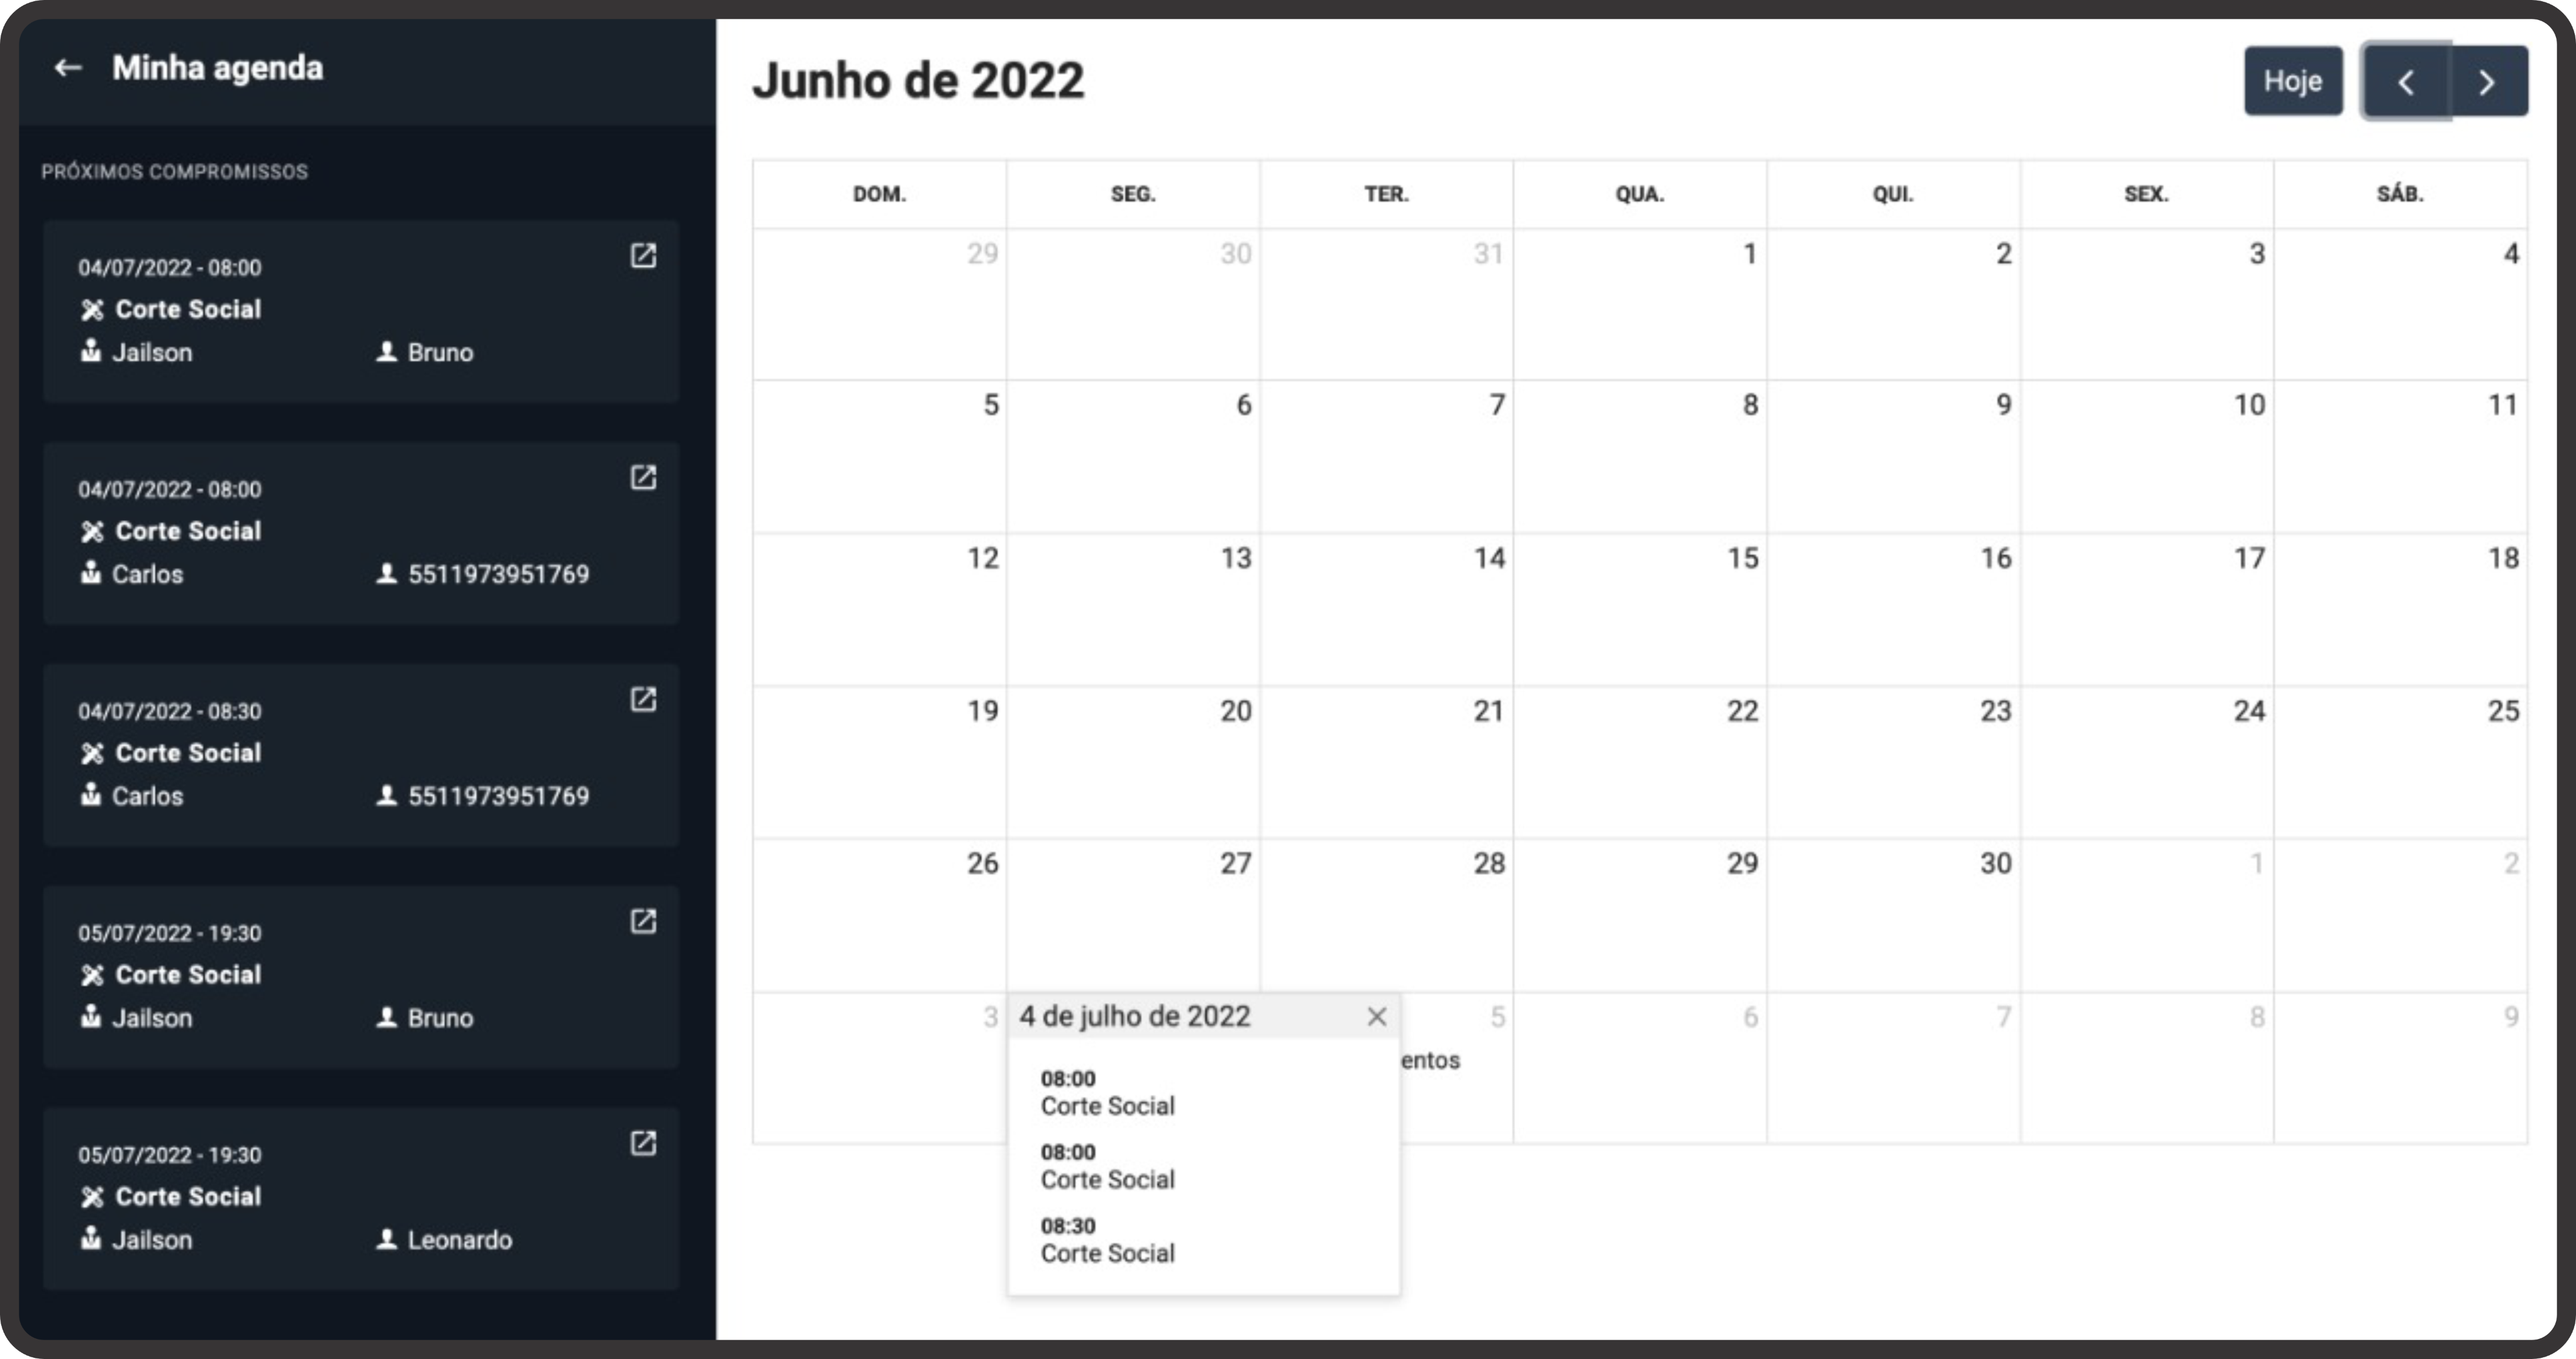 Minha agenda
PRÓXIMOS COMPROMISSOS
04/07/2022 - 08:00
Corte Social
Jailson Bruno
04/07/2022 - 08:00
Corte Social
Carlos 5511973951769
04/07/2022 - 08:30
Corte Social
Carlos 5511973951769
05/07/2022 - 19:30
Corte Social
Jailson Bruno
05/07/2022 - 19:30
Corte Social
Jailson Leonardo
Junho de 2022
Hoje
DOM. SEG. TER. QUA. QUI. SEX. SÁB.
29 30 31 1 2 3 4
5 6 7 8 9 10 11
12 13 14 15 16 17 18
19 20 21 22 23 24 25
26 27 28 29 30 1 2
3 5 6 7 8 9
entos
4 de julho de 2022
08:00
Corte Social
08:00
Corte Social
08:30
Corte Social